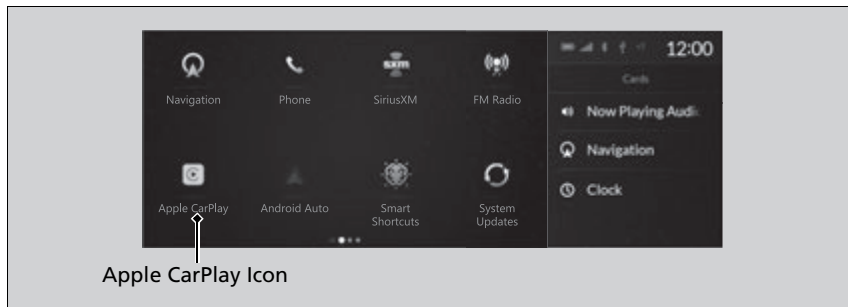 12:00
Cards
Navigation
Phone
sxm
SiriusXM
FM Radio
Now Playing Audi
Navigation
Clock
Apple CarPlay
Android Auto
Smart
Shortcuts
System
Updates
Apple CarPlay Icon